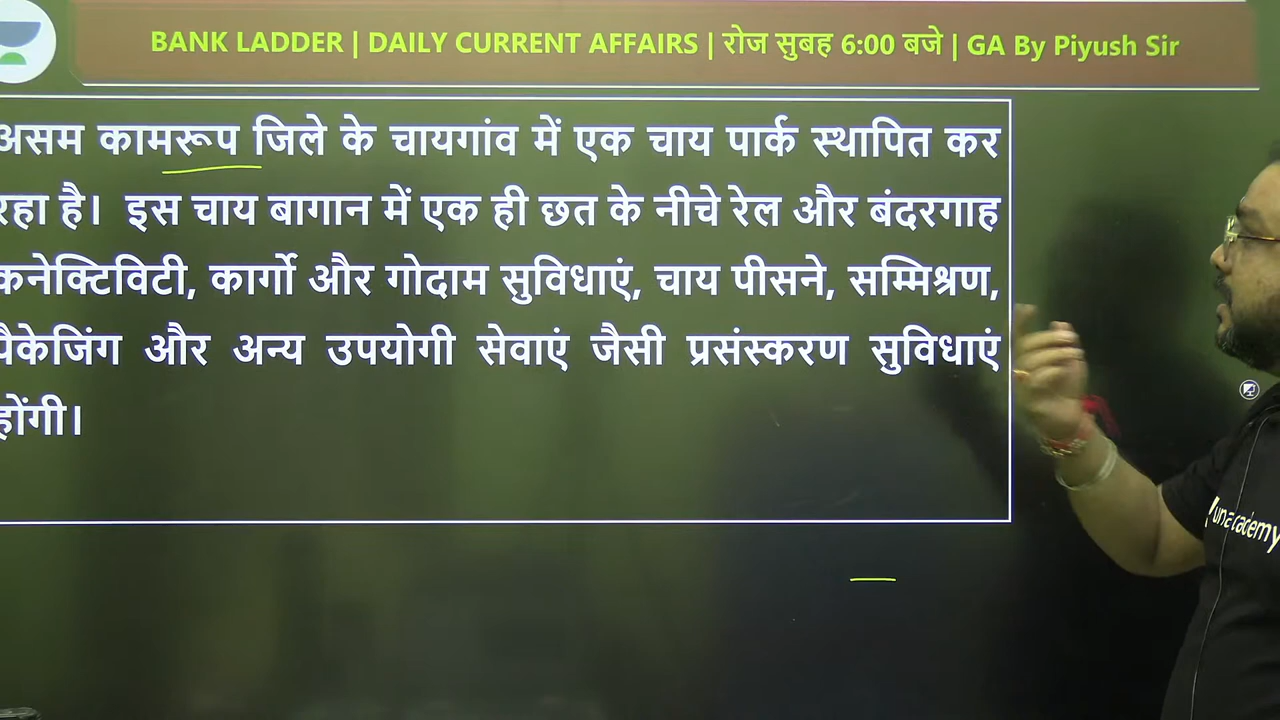 BANK LADDER | DAILY CURRENT AFFAIRS | रोज सुबह 6:00 बजे | GA By Piyush Sir
असम कामरूप जिले के चायगांव में एक चाय पार्क स्थापित कर
रहा है। इस चाय बागान में एक ही छत के नीचे रेल और बंदरगाह
कनेक्टिविटी, कार्गो और गोदाम सुविधाएं, चाय पीसने, सम्मिश्रण,
पैकेजिंग और अन्य उपयोगी सेवाएं जैसी प्रसंस्करण सुविधाएं
होंगी।
unacademy